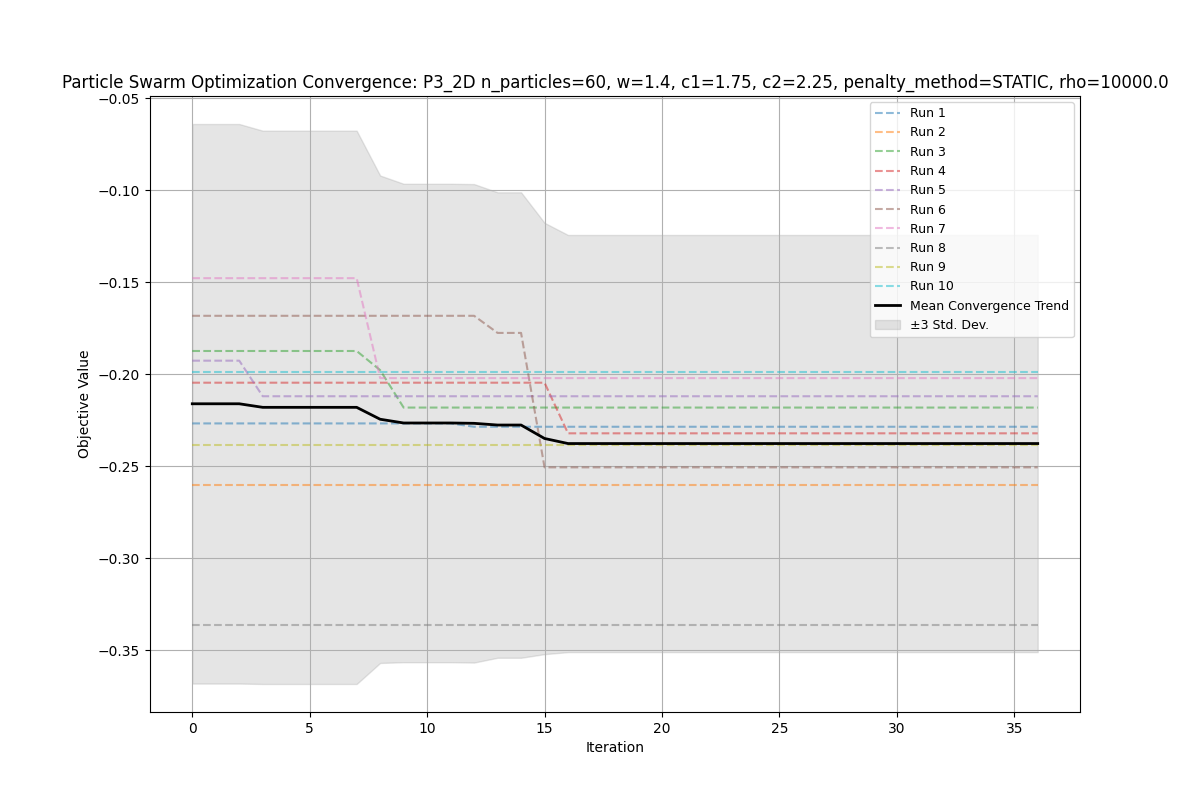 Particle Swarm Optimization Convergence: P3_2D n_particles=60, w=1.4, c1=1.75, c2=2.25, penalty_method=STATIC, rho=10000.0
−0.05
−0.10
−0.15
−0.20
−0.25
−0.30
−0.35
Objective Value
Run 1
Run 2
Run 3
Run 4
Run 5
Run 6
Run 7
Run 8
Run 9
Run 10
Mean Convergence Trend
±3 Std. Dev.
0 5 10 15 20 25 30 35
Iteration